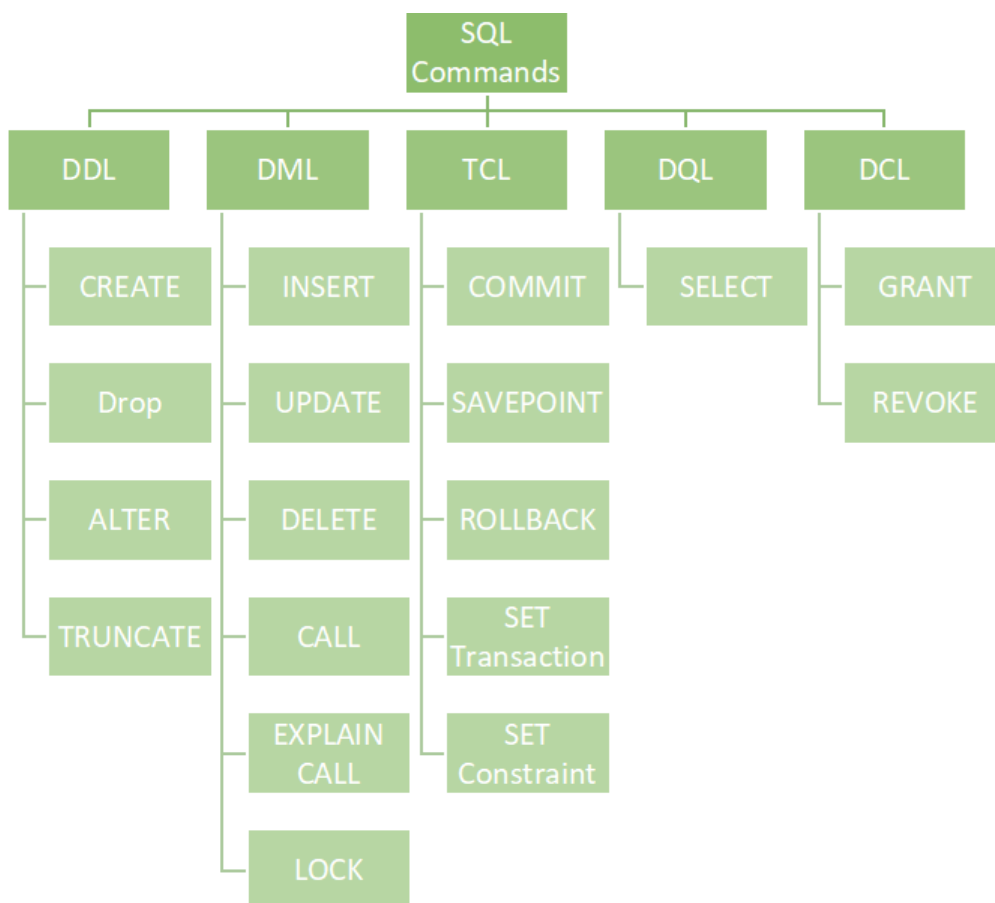 SQL
Commands
DDL
DML
TCL
DQL
DCL
CREATE
Drop
ALTER
TRUNCATE
INSERT
UPDATE
DELETE
CALL
EXPLAIN
CALL
LOCK
COMMIT
SAVEPOINT
ROLLBACK
SET
Transaction
SET
Constraint
SELECT
GRANT
REVOKE